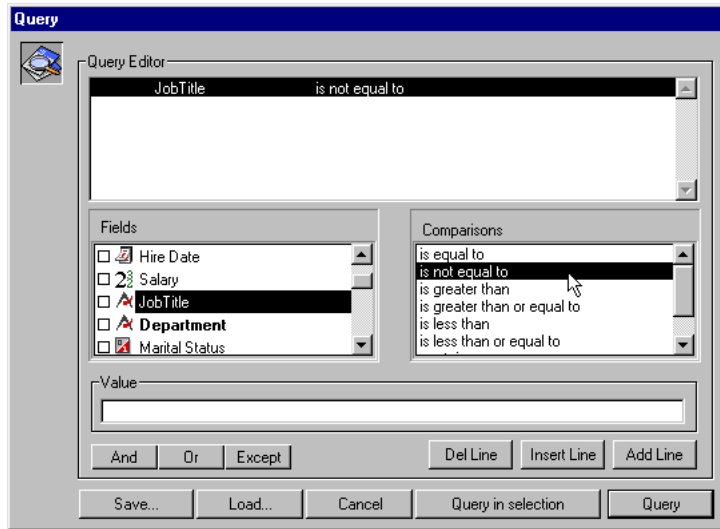 Query
Query Editor
JobTitle is not equal to
Fields
Hire Date
Salary
JobTitle
Department
Marital Status
Comparisons
is equal to
is not equal to
is greater than
is greater than or equal to
is less than
is less than or equal to
Value
And Or Except Del Line Insert Line Add Line
Save... Load... Cancel Query in selection Query